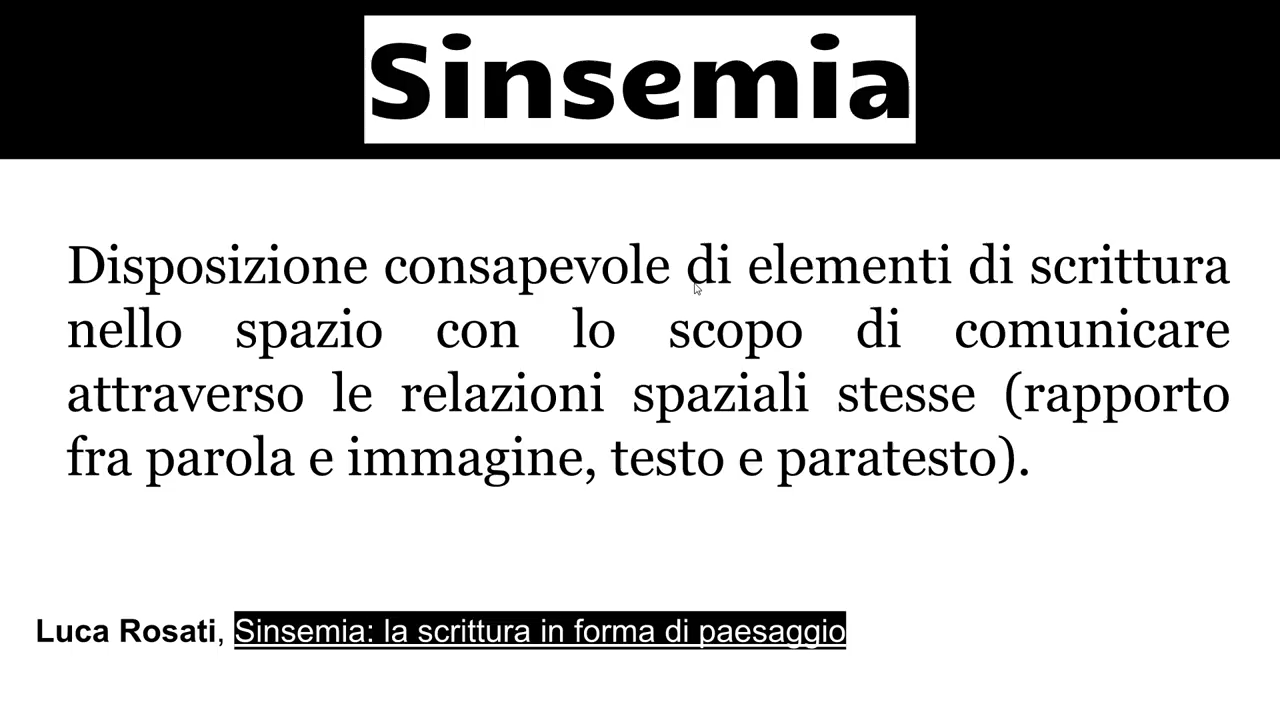 Sinsemia
Disposizione consapevole di elementi di scrittura
nello spazio con lo scopo di comunicare
attraverso le relazioni spaziali stesse (rapporto
fra parola e immagine, testo e paratesto).
Luca Rosati, Sinsemia: la scrittura in forma di paesaggio